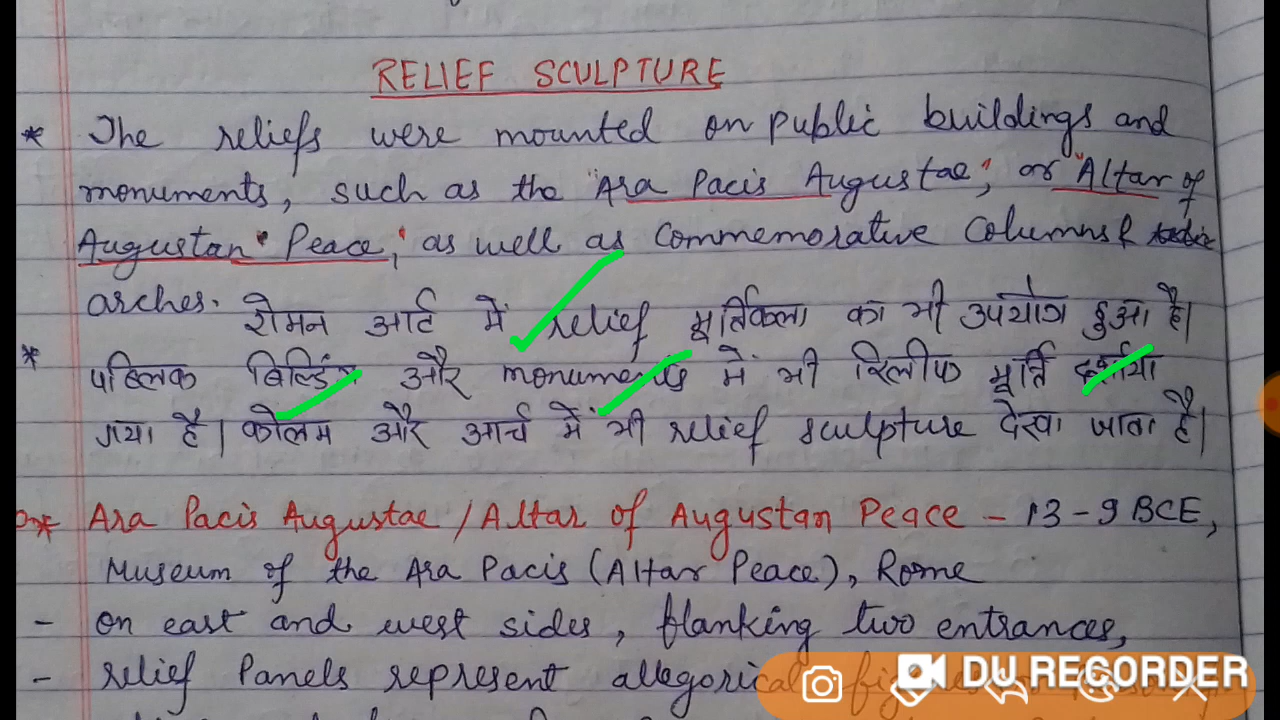 RELIEF SCULPTURE
* The reliefs were mounted on public buildings and
monuments, such as the "Ara Pacis Augustae", or "Altar of
Augustan Peace," as well as Commemorative Columns &
arches. रोमन आर्ट में relief मूर्तिकला का भी उपयोग हुआ है।
* पब्लिक बिल्डिंग और monuments में भी रिलीफ मूर्ति दर्शाया
गया है। कोलम और आर्च में भी relief sculpture देखा जाता है।
* Ara Pacis Augustae / Altar of Augustan Peace - 13-9 BCE,
Museum of the Ara Pacis (Altar Peace), Rome
- on east and west sides, flanking two entrances,
- relief Panels represent allegorical
DU RECORDER